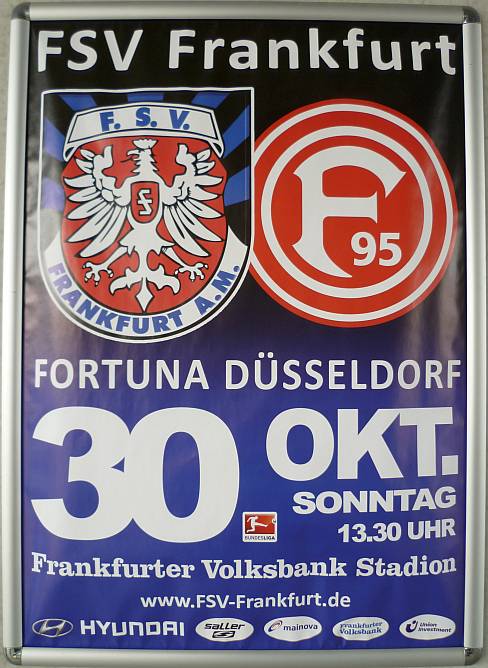 FSV Frankfurt
F. S. V.
FSV
FRANKFURT A.M.
F 95
FORTUNA DÜSSELDORF
30 OKT.
SONNTAG
13.30 UHR
BUNDESLIGA
Frankfurter Volksbank Stadion
www.FSV-Frankfurt.de
HYUNDAI saller mainova Frankfurter Volksbank Union Investment